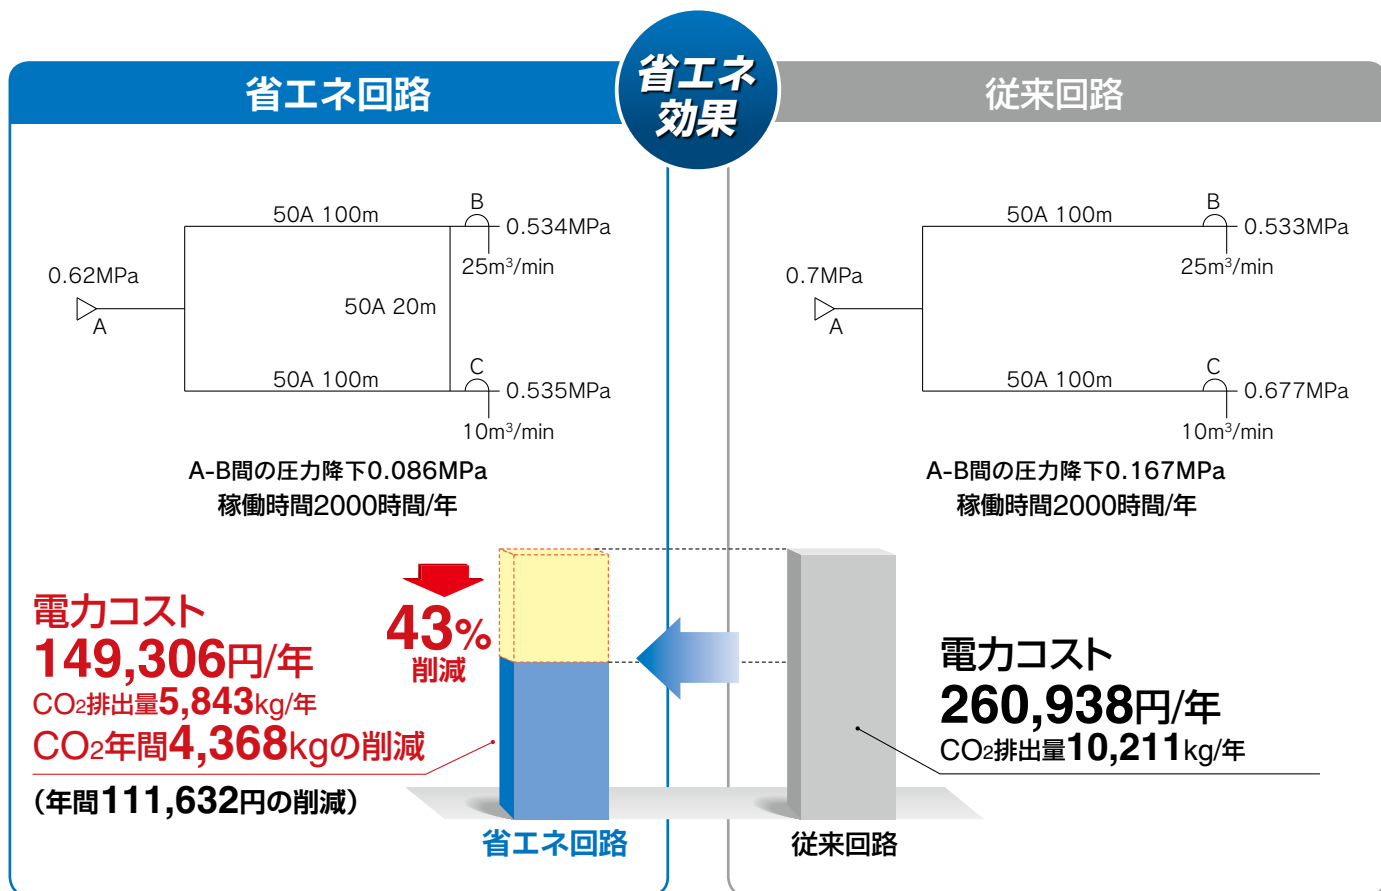 省エネ回路
省エネ
効果
従来回路
50A 100m
B
0.534MPa
25m³/min
0.62MPa
A
50A 20m
50A 100m
C
0.535MPa
10m³/min
A-B間の圧力降下0.086MPa
稼働時間2000時間/年
50A 100m
B
0.533MPa
25m³/min
0.7MPa
A
50A 100m
C
0.677MPa
10m³/min
A-B間の圧力降下0.167MPa
稼働時間2000時間/年
電力コスト
149,306円/年
CO₂排出量5,843kg/年
CO₂年間4,368kgの削減
(年間111,632円の削減)
43%
削減
電力コスト
260,938円/年
CO₂排出量10,211kg/年
省エネ回路
従来回路